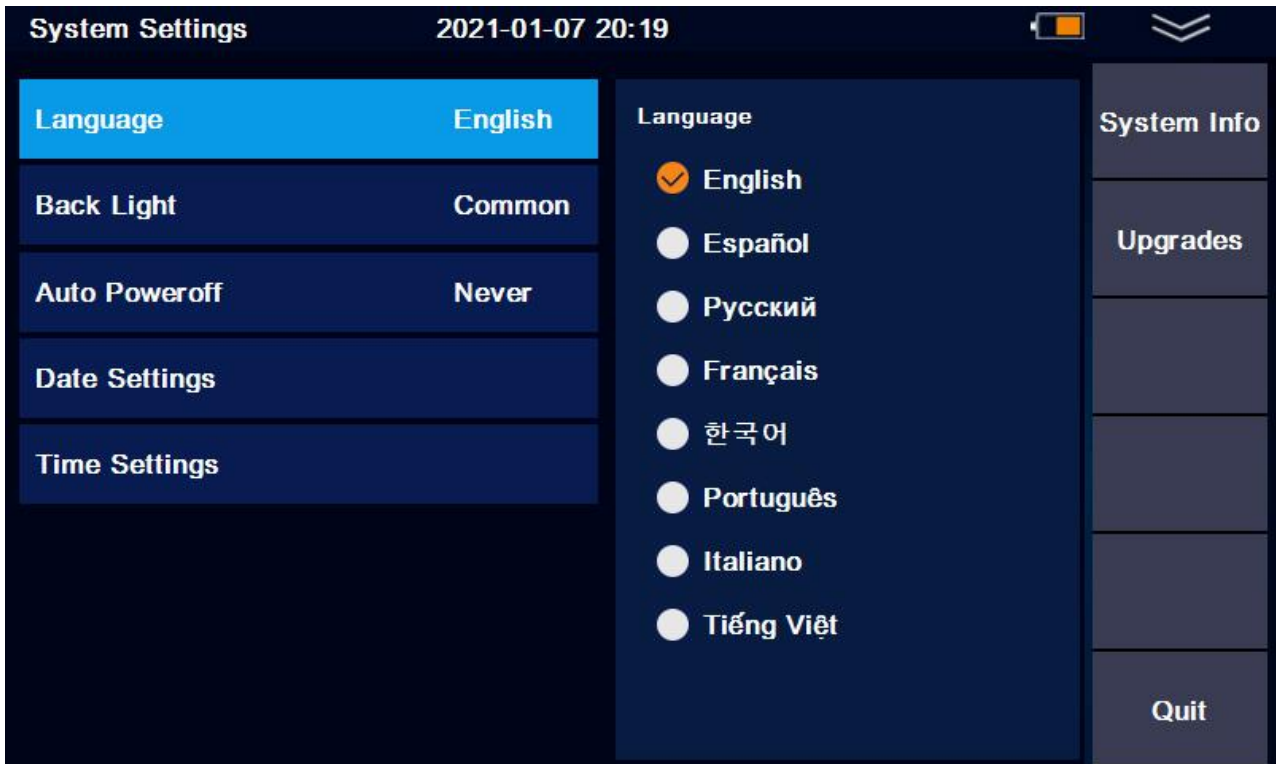 System Settings 2021-01-07 20:19
Language English
Back Light Common
Auto Poweroff Never
Date Settings
Time Settings
Language
English
Español
Русский
Français
한국어
Português
Italiano
Tiếng Việt
System Info
Upgrades
Quit